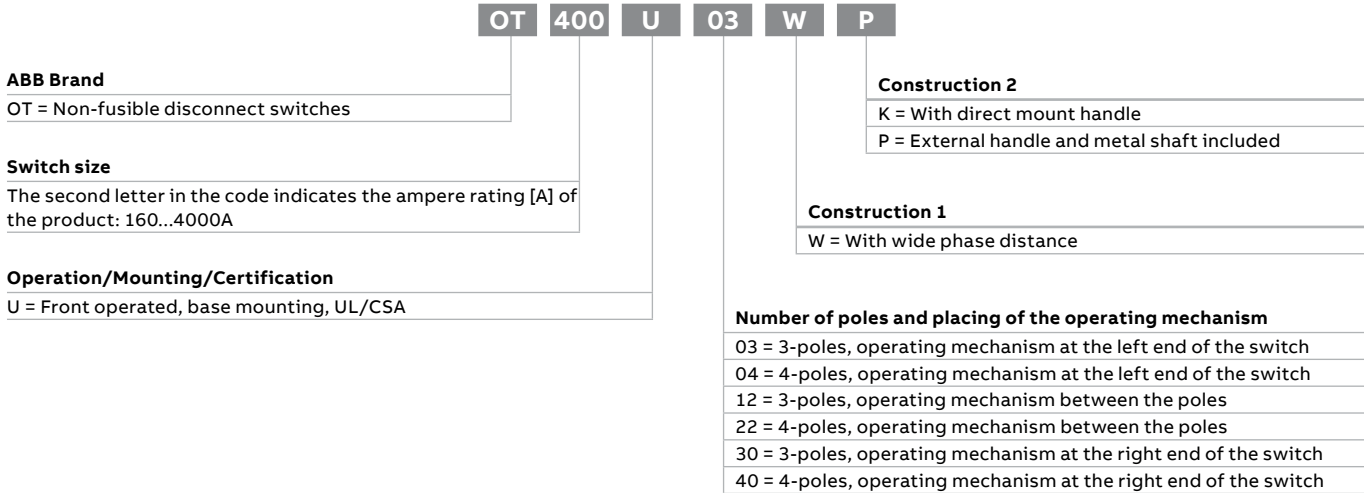 OT 400 U 03 W P
ABB Brand
OT = Non-fusible disconnect switches
Switch size
The second letter in the code indicates the ampere rating [A] of
the product: 160...4000A
Operation/Mounting/Certification
U = Front operated, base mounting, UL/CSA
Construction 2
K = With direct mount handle
P = External handle and metal shaft included
Construction 1
W = With wide phase distance
Number of poles and placing of the operating mechanism
03 = 3-poles, operating mechanism at the left end of the switch
04 = 4-poles, operating mechanism at the left end of the switch
12 = 3-poles, operating mechanism between the poles
22 = 4-poles, operating mechanism between the poles
30 = 3-poles, operating mechanism at the right end of the switch
40 = 4-poles, operating mechanism at the right end of the switch